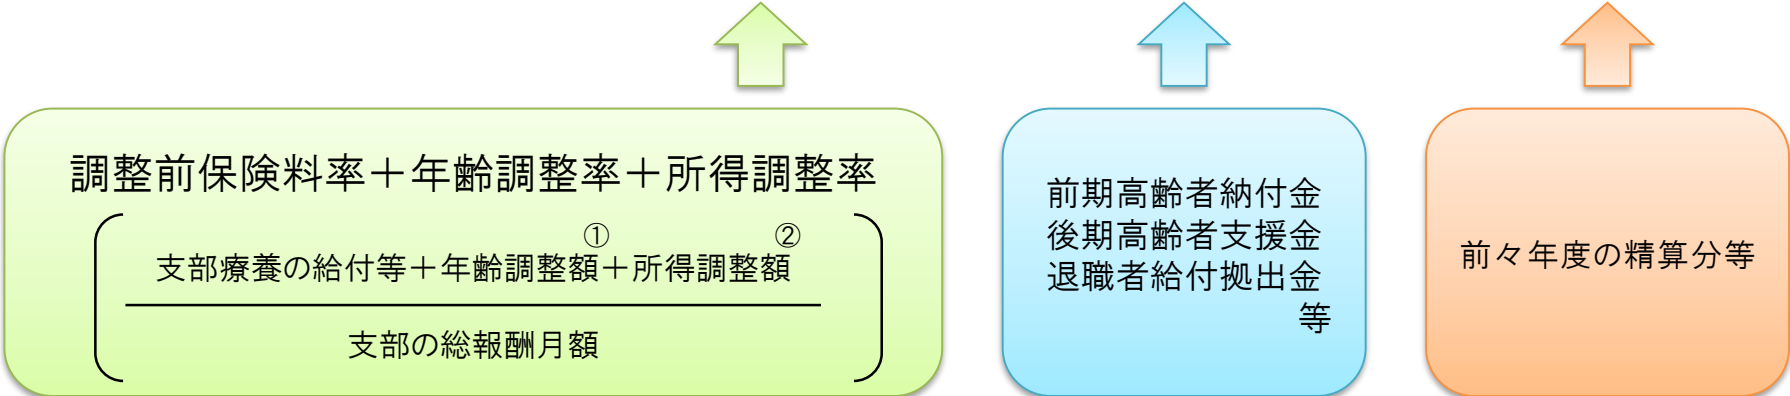 調整前保険料率＋年齢調整率＋所得調整率
① ②
支部療養の給付等＋年齢調整額＋所得調整額
支部の総報酬月額
前期高齢者納付金
後期高齢者支援金
退職者給付拠出金
等
前々年度の精算分等